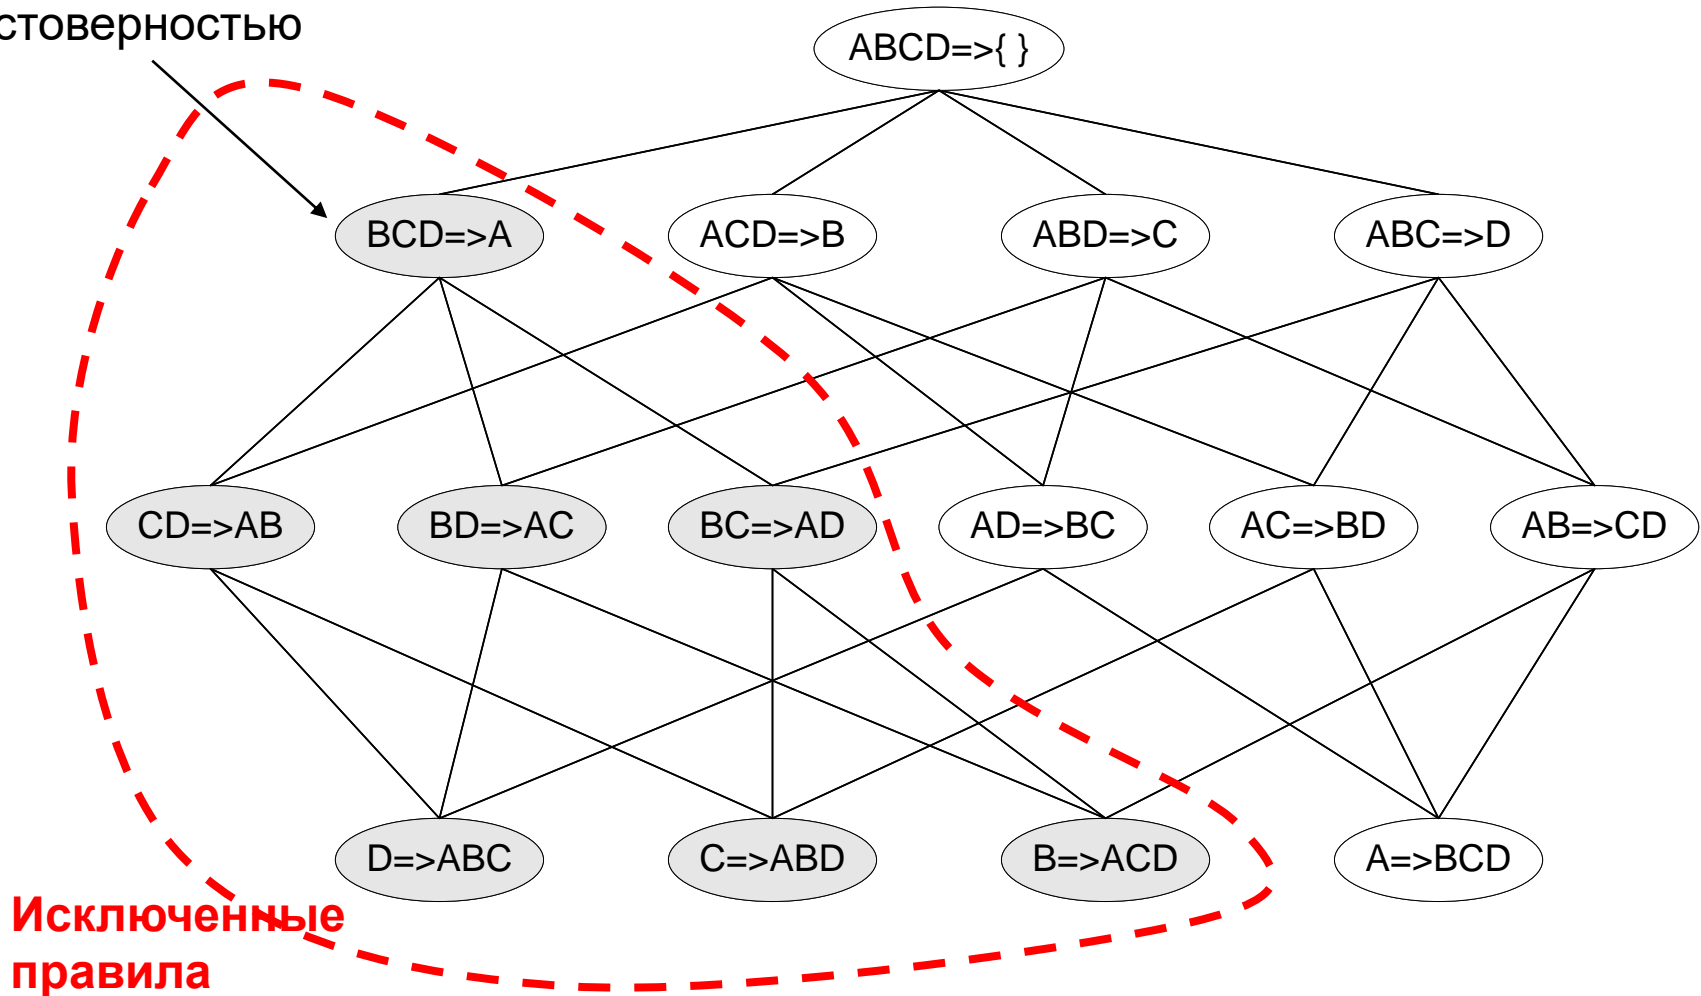 стоверностью
ABCD=>{ }
BCD=>A
ACD=>B
ABD=>C
ABC=>D
CD=>AB
BD=>AC
BC=>AD
AD=>BC
AC=>BD
AB=>CD
D=>ABC
C=>ABD
B=>ACD
A=>BCD
Исключенные
правила